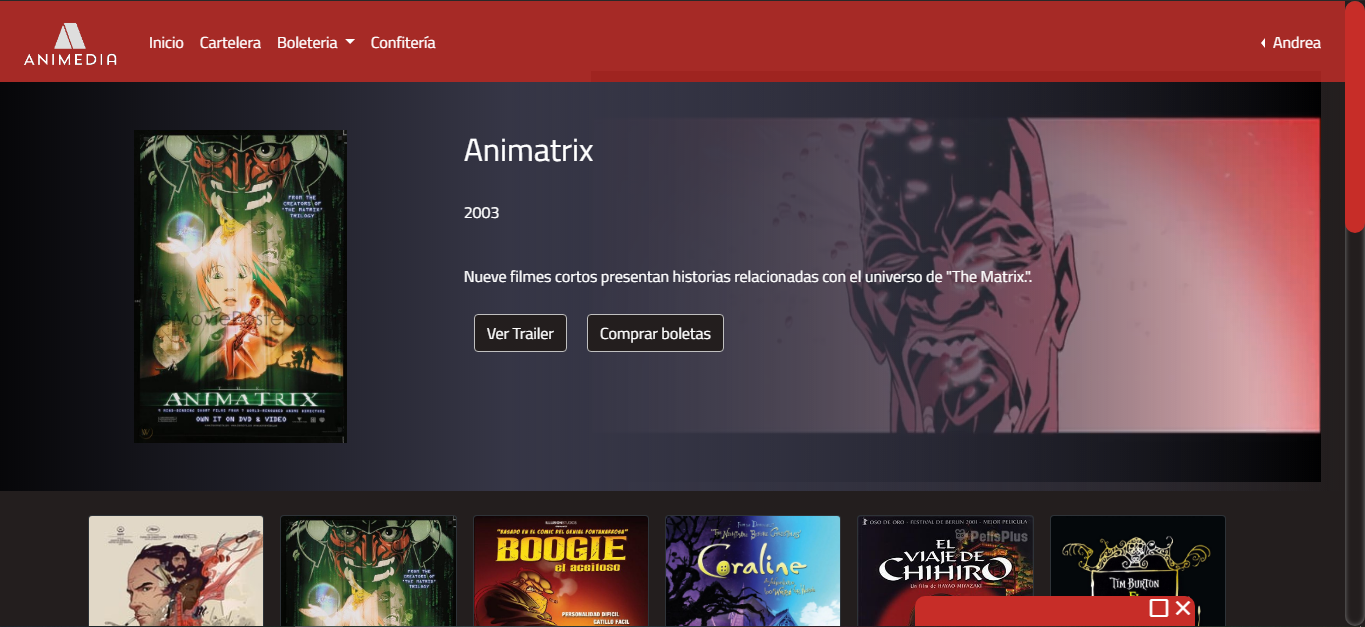 ANIMEDIA
Inicio Cartelera Boleteria Confitería
Andrea
Animatrix
2003
Nueve filmes cortos presentan historias relacionadas con el universo de "The Matrix.".
Ver Trailer Comprar boletas
FROM THE
CREATORS OF
"THE MATRIX"
TRILOGY
THE
ANIMATRIX
OWN IT ON DVD & VIDEO
FROM THE
CREATORS OF
"THE MATRIX"
TRILOGY
"BASADO EN EL COMIC DEL GENIAL FONTANARROSA"
BOOGIE
el aceitoso
PERSONALIDAD DIFICIL
GATILLO FACIL
Coraline
OSO DE ORO - FESTIVAL DE BERLIN 2001 - MEJOR PELICULA
PelisPlus
EL
VIAJE DE
CHIHIRO
Un film de HAYAO MIYAZAKI
TIM BURTON